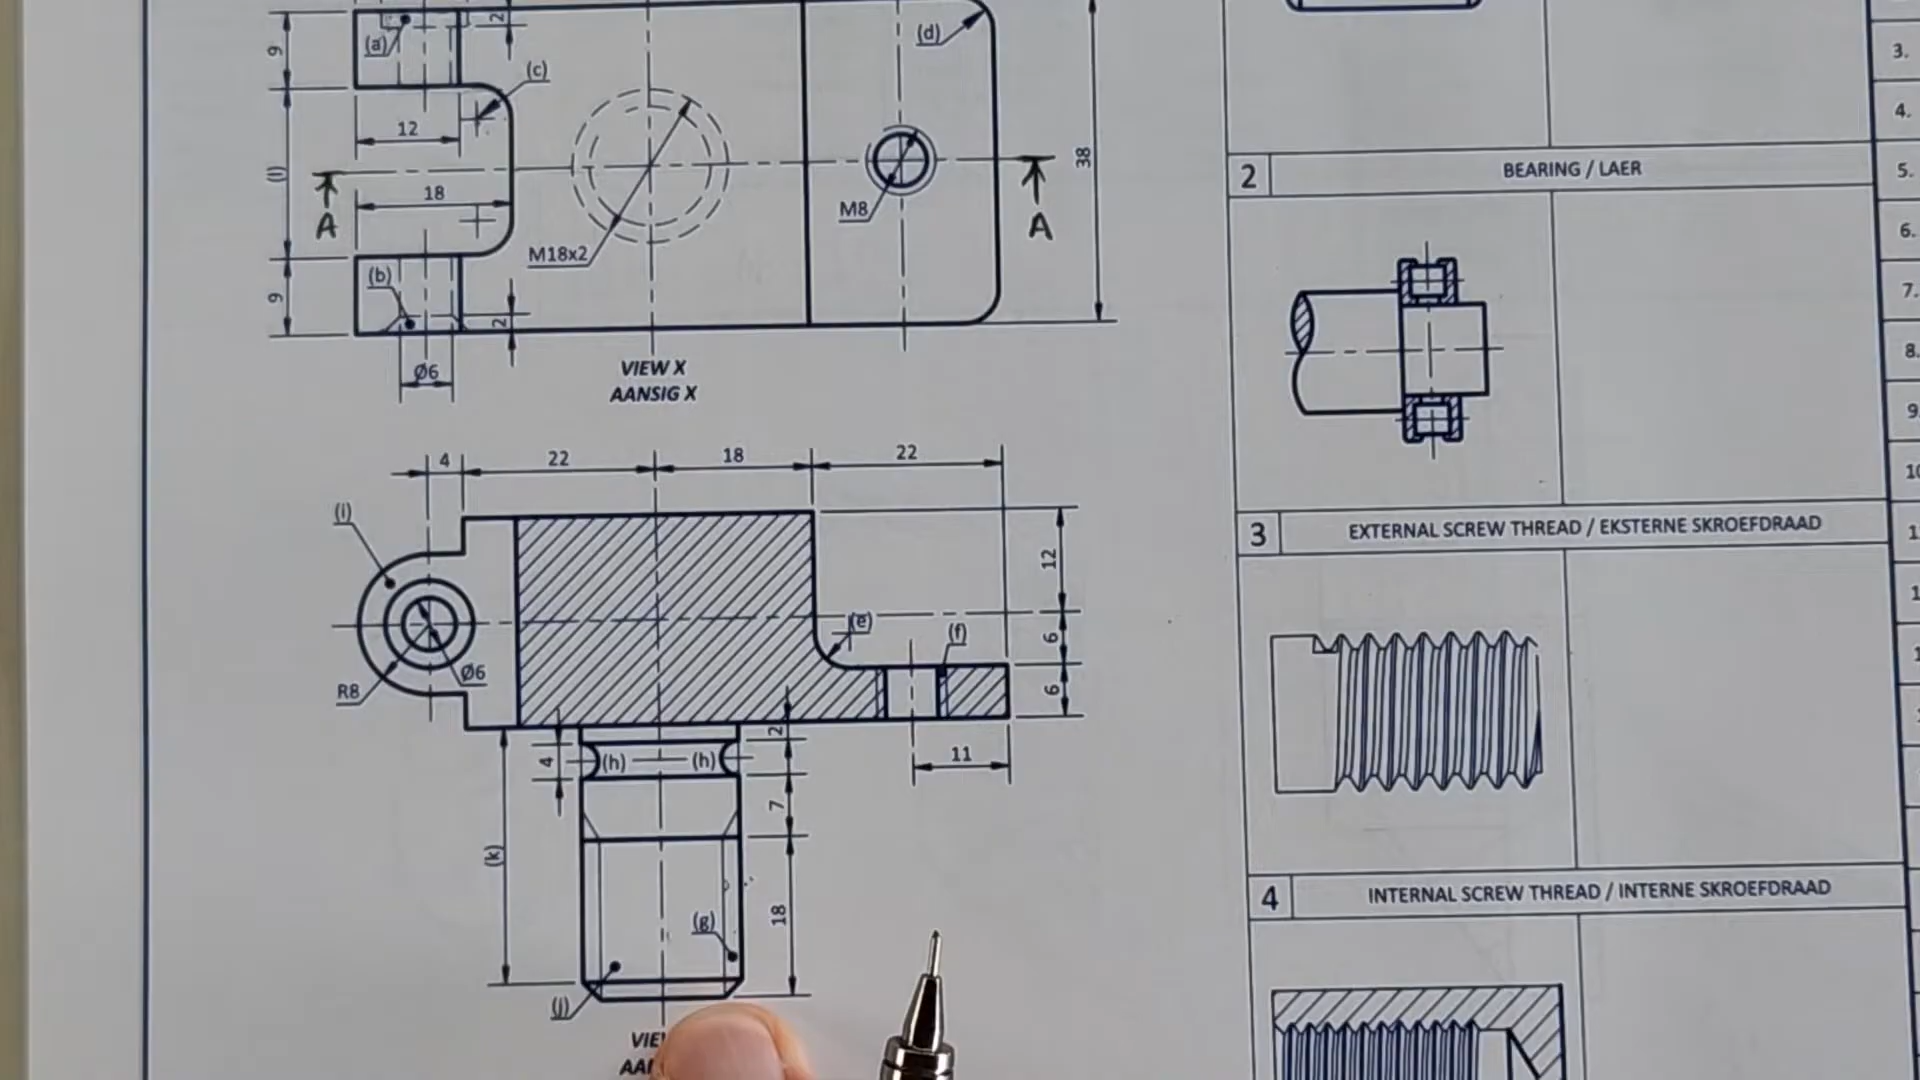 2
(a)
(d)
9
(c)
12
(l)
18
38
A
A
M8
M18x2
(b)
9
2
Ø6
VIEW X
AANSIG X
4
22
18
22
(i)
12
(e)
(f)
6
Ø6
R8
6
2
4
(h)
(h)
11
7
(k)
18
(g)
(j)
2
BEARING / LAER
3
EXTERNAL SCREW THREAD / EKSTERNE SKROEFDRAAD
4
INTERNAL SCREW THREAD / INTERNE SKROEFDRAAD
3.
4.
5.
6.
7.
8.